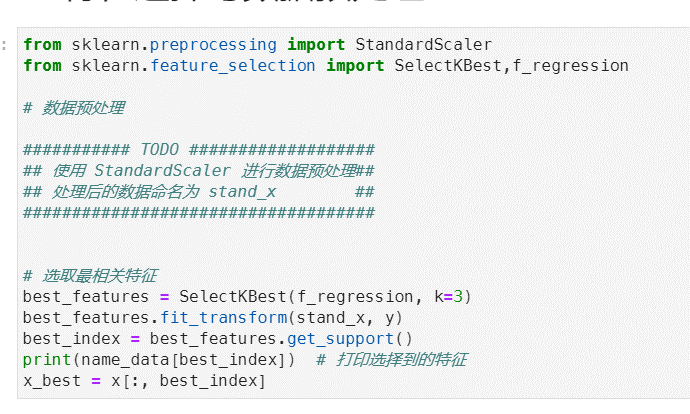 :
from sklearn.preprocessing import StandardScaler
from sklearn.feature_selection import SelectKBest,f_regression
# 数据预处理
########### TODO ###################
## 使用 StandardScaler 进行数据预处理##
## 处理后的数据命名为 stand_x        ##
####################################
# 选取最相关特征
best_features = SelectKBest(f_regression, k=3)
best_features.fit_transform(stand_x, y)
best_index = best_features.get_support()
print(name_data[best_index])  # 打印选择到的特征
x_best = x[:, best_index]